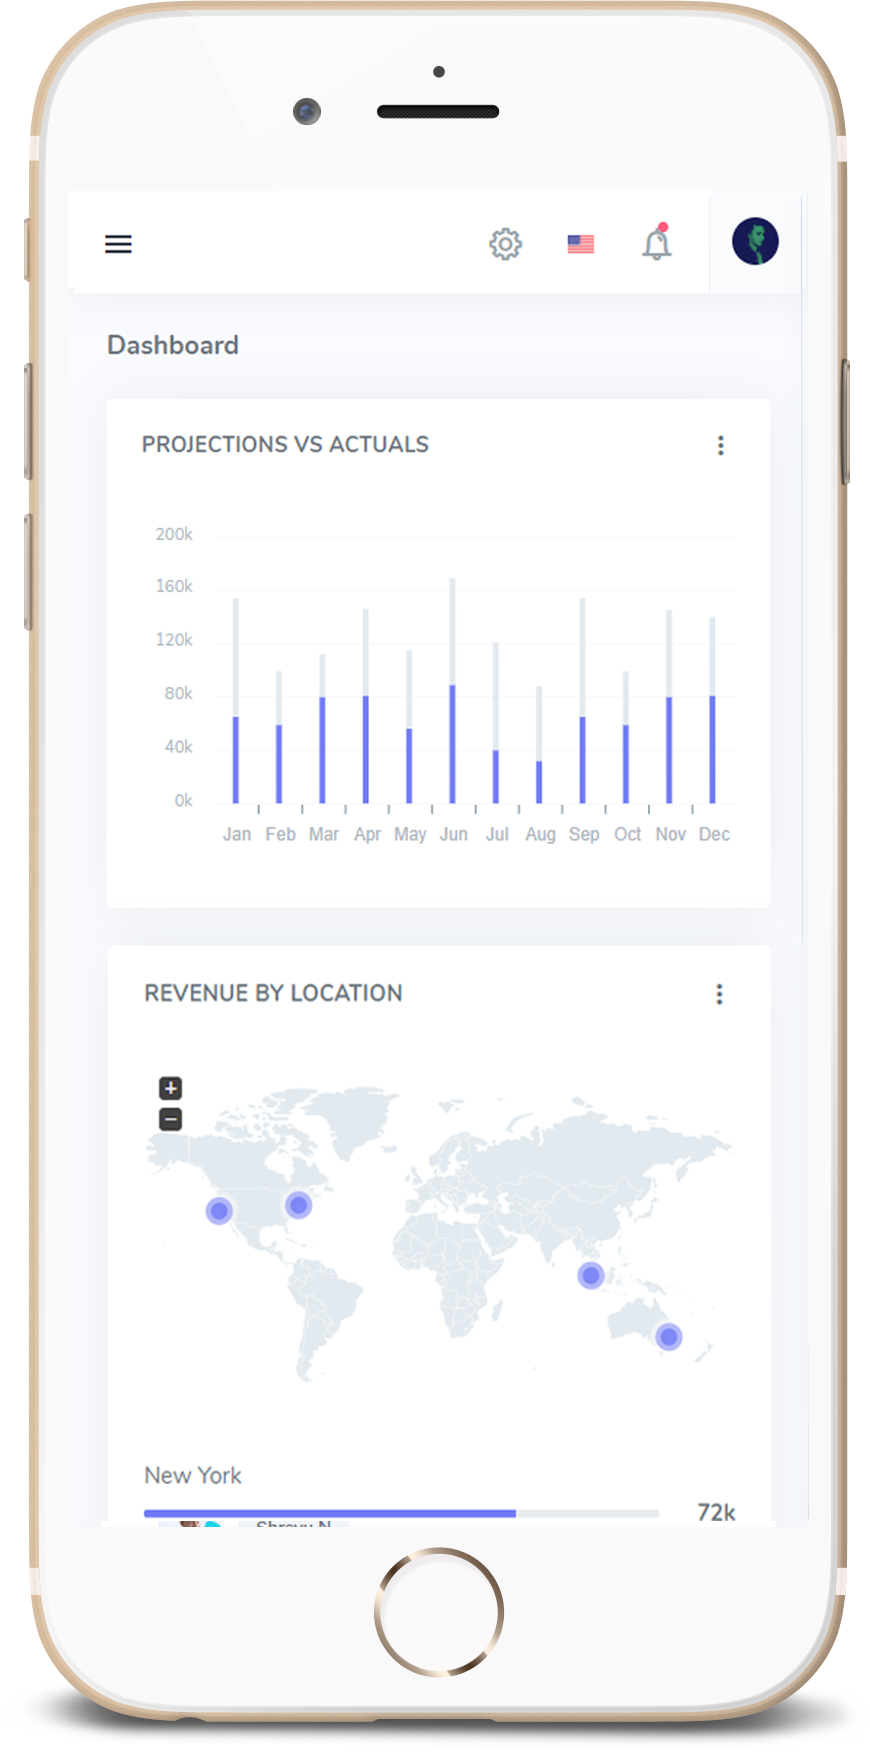 Dashboard
PROJECTIONS VS ACTUALS
200k
160k
120k
80k
40k
0k
Jan Feb Mar Apr May Jun Jul Aug Sep Oct Nov Dec
REVENUE BY LOCATION
+
−
New York
72k